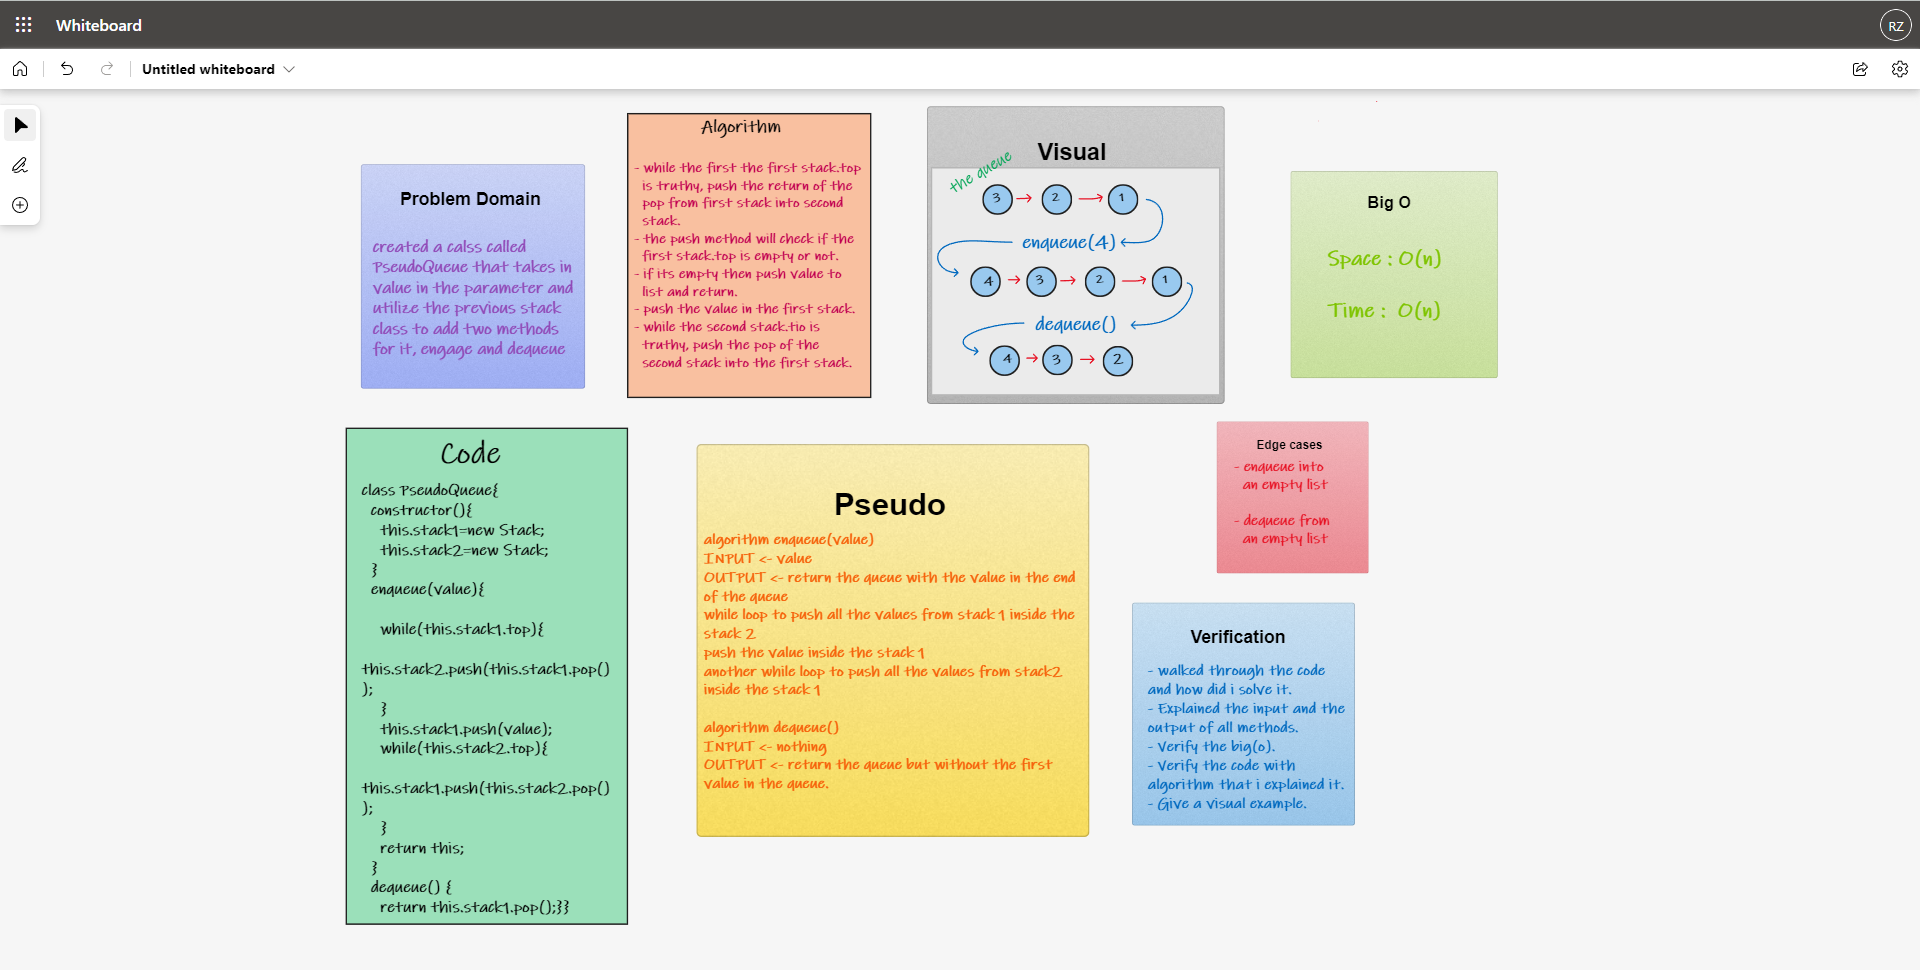 Whiteboard
RZ
Untitled whiteboard
Problem Domain
created a calss called
PseudoQueue that takes in
value in the parameter and
utilize the previous stack
class to add two methods
for it, engage and dequeue
Algorithm
- while the first the first stack.top
is truthy, push the return of the
pop from first stack into second
stack.
- the push method will check if the
first stack.top is empty or not.
- if its empty then push value to
list and return.
- push the value in the first stack.
- while the second stack.tio is
truthy, push the pop of the
second stack into the first stack.
Visual
the queue
3 2 1
enqueue(4)
4 3 2 1
dequeue()
4 3 2
Big O
Space : O(n)
Time : O(n)
Code
class PseudoQueue{
constructor(){
this.stack1=new Stack;
this.stack2=new Stack;
}
enqueue(value){
while(this.stack1.top){
this.stack2.push(this.stack1.pop()
);
}
this.stack1.push(value);
while(this.stack2.top){
this.stack1.push(this.stack2.pop()
);
}
return this;
}
dequeue() {
return this.stack1.pop();}}
Pseudo
algorithm enqueue(value)
INPUT <- value
OUTPUT <- return the queue with the value in the end
of the queue
while loop to push all the values from stack 1 inside the
stack 2
push the value inside the stack 1
another while loop to push all the values from stack2
inside the stack 1
algorithm dequeue()
INPUT <- nothing
OUTPUT <- return the queue but without the first
value in the queue.
Edge cases
- enqueue into
an empty list
- dequeue from
an empty list
Verification
- walked through the code
and how did i solve it.
- Explained the input and the
output of all methods.
- Verify the big(o).
- Verify the code with
algorithm that i explained it.
- Give a visual example.